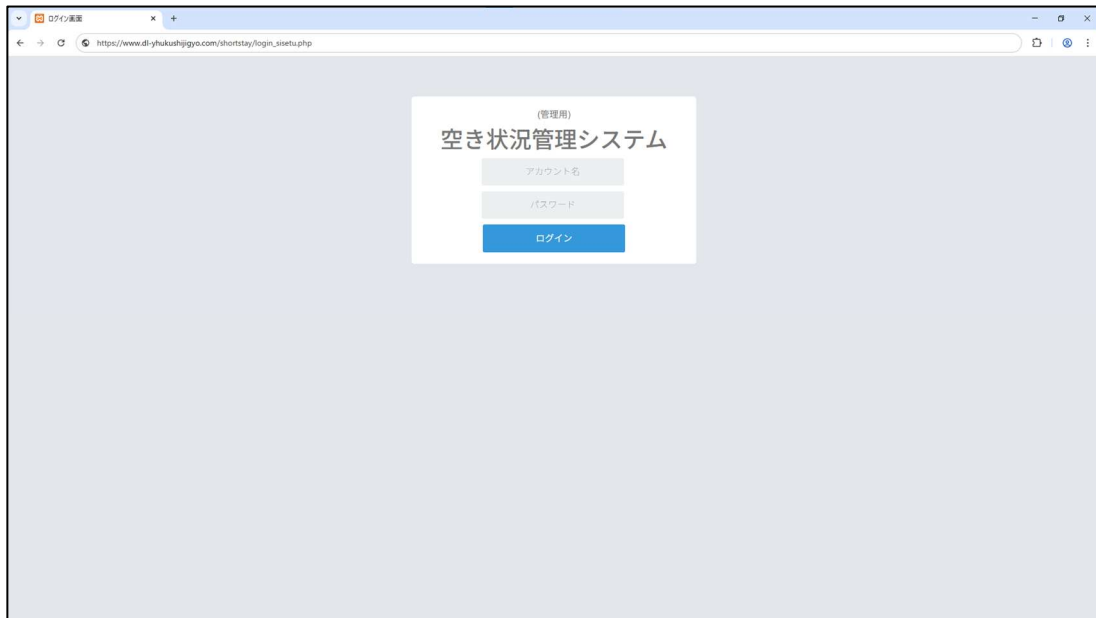 ログイン画面
https://www.dl-yhukushijigyo.com/shortstay/login_sisetu.php
(管理用)
空き状況管理システム
アカウント名
パスワード
ログイン